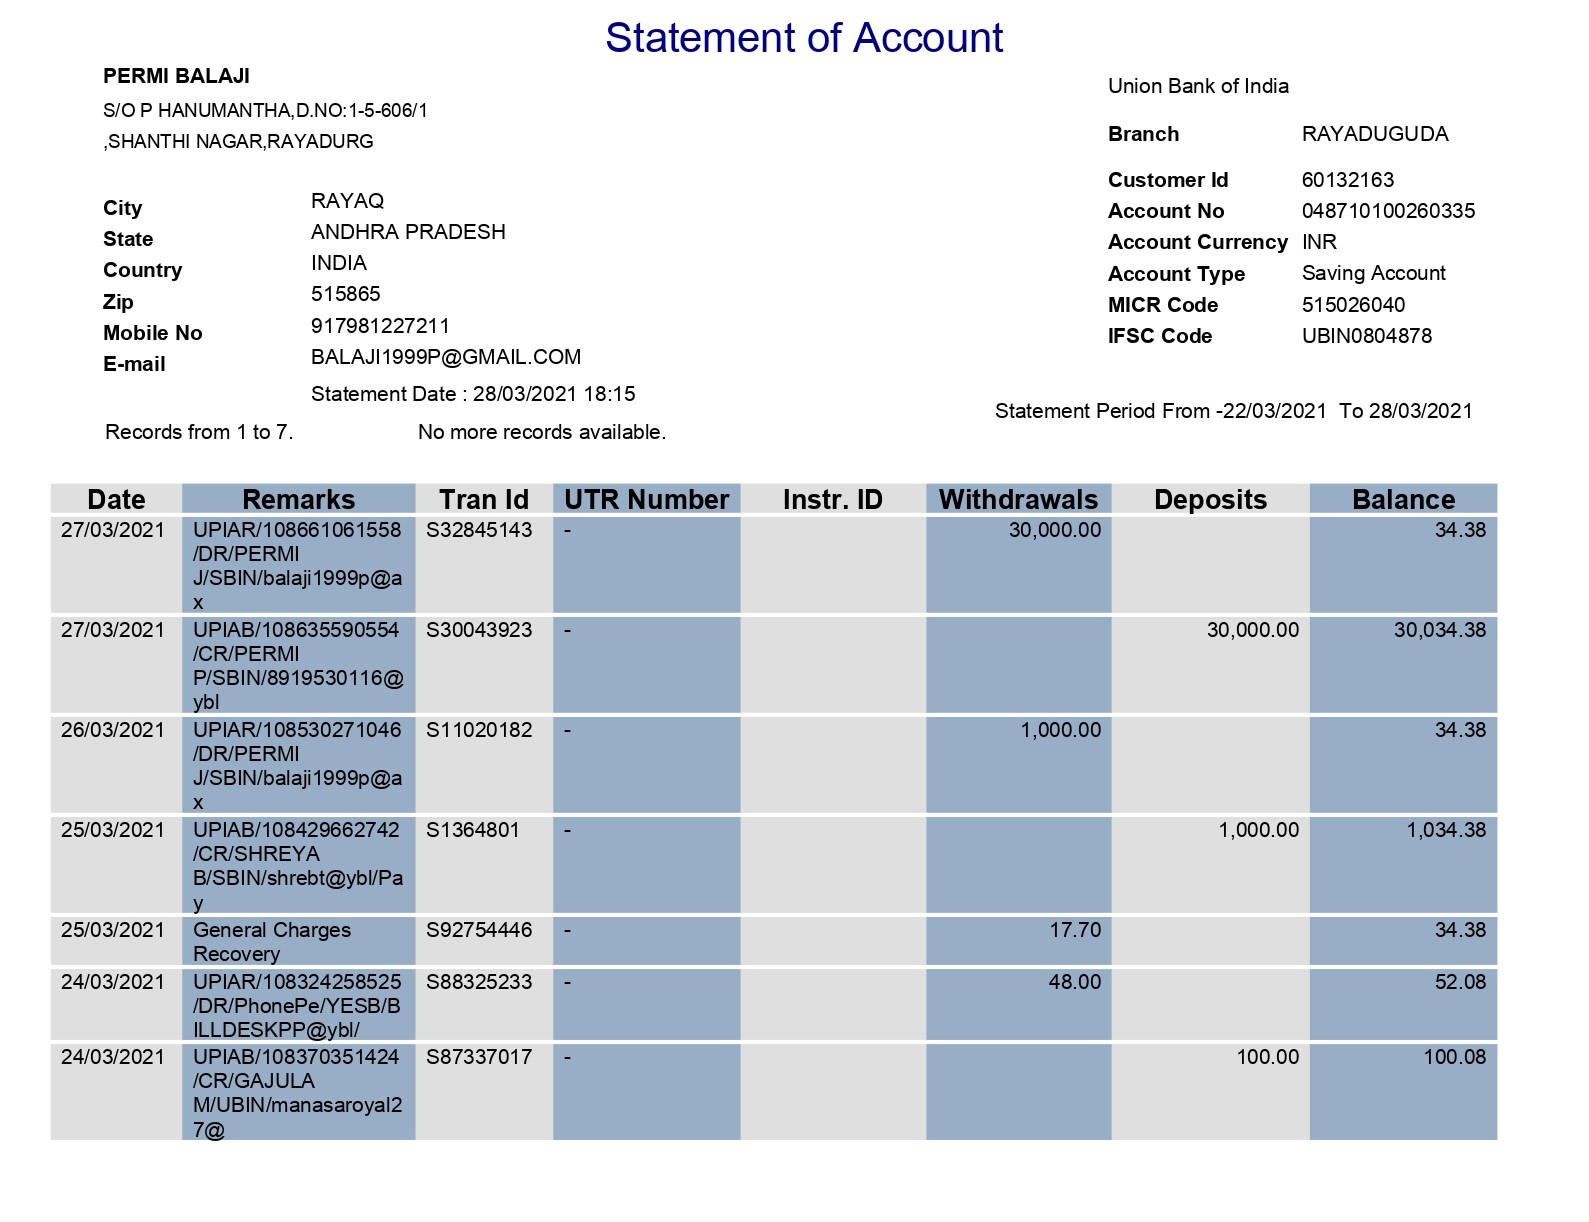 Statement of Account
PERMI BALAJI
S/O P HANUMANTHA,D.NO:1-5-606/1
,SHANTHI NAGAR,RAYADURG
City RAYAQ
State ANDHRA PRADESH
Country INDIA
Zip 515865
Mobile No 917981227211
E-mail BALAJI1999P@GMAIL.COM
Statement Date : 28/03/2021 18:15
Records from 1 to 7. No more records available.
Union Bank of India
Branch RAYADUGUDA
Customer Id 60132163
Account No 048710100260335
Account Currency INR
Account Type Saving Account
MICR Code 515026040
IFSC Code UBIN0804878
Statement Period From -22/03/2021 To 28/03/2021
Date Remarks Tran Id UTR Number Instr. ID Withdrawals Deposits Balance
27/03/2021 UPIAR/108661061558 S32845143 - 30,000.00 34.38
/DR/PERMI
J/SBIN/balaji1999p@a
x
27/03/2021 UPIAB/108635590554 S30043923 - 30,000.00 30,034.38
/CR/PERMI
P/SBIN/8919530116@
ybl
26/03/2021 UPIAR/108530271046 S11020182 - 1,000.00 34.38
/DR/PERMI
J/SBIN/balaji1999p@a
x
25/03/2021 UPIAB/108429662742 S1364801 - 1,000.00 1,034.38
/CR/SHREYA
B/SBIN/shrebt@ybl/Pa
y
25/03/2021 General Charges S92754446 - 17.70 34.38
Recovery
24/03/2021 UPIAR/108324258525 S88325233 - 48.00 52.08
/DR/PhonePe/YESB/B
ILLDESKPP@ybl/
24/03/2021 UPIAB/108370351424 S87337017 - 100.00 100.08
/CR/GAJULA
M/UBIN/manasaroyal2
7@